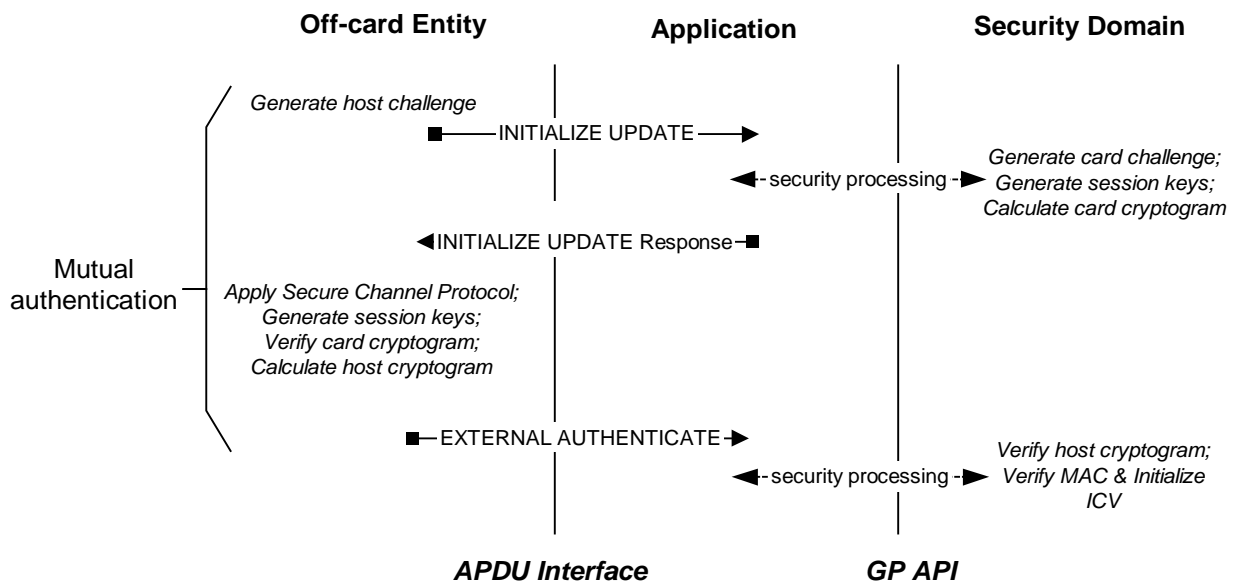 Off-card Entity
Application
Security Domain
Generate host challenge
INITIALIZE UPDATE
security processing
Generate card challenge;
Generate session keys;
Calculate card cryptogram
INITIALIZE UPDATE Response
Mutual
authentication
Apply Secure Channel Protocol;
Generate session keys;
Verify card cryptogram;
Calculate host cryptogram
EXTERNAL AUTHENTICATE
security processing
Verify host cryptogram;
Verify MAC & Initialize
ICV
APDU Interface
GP API